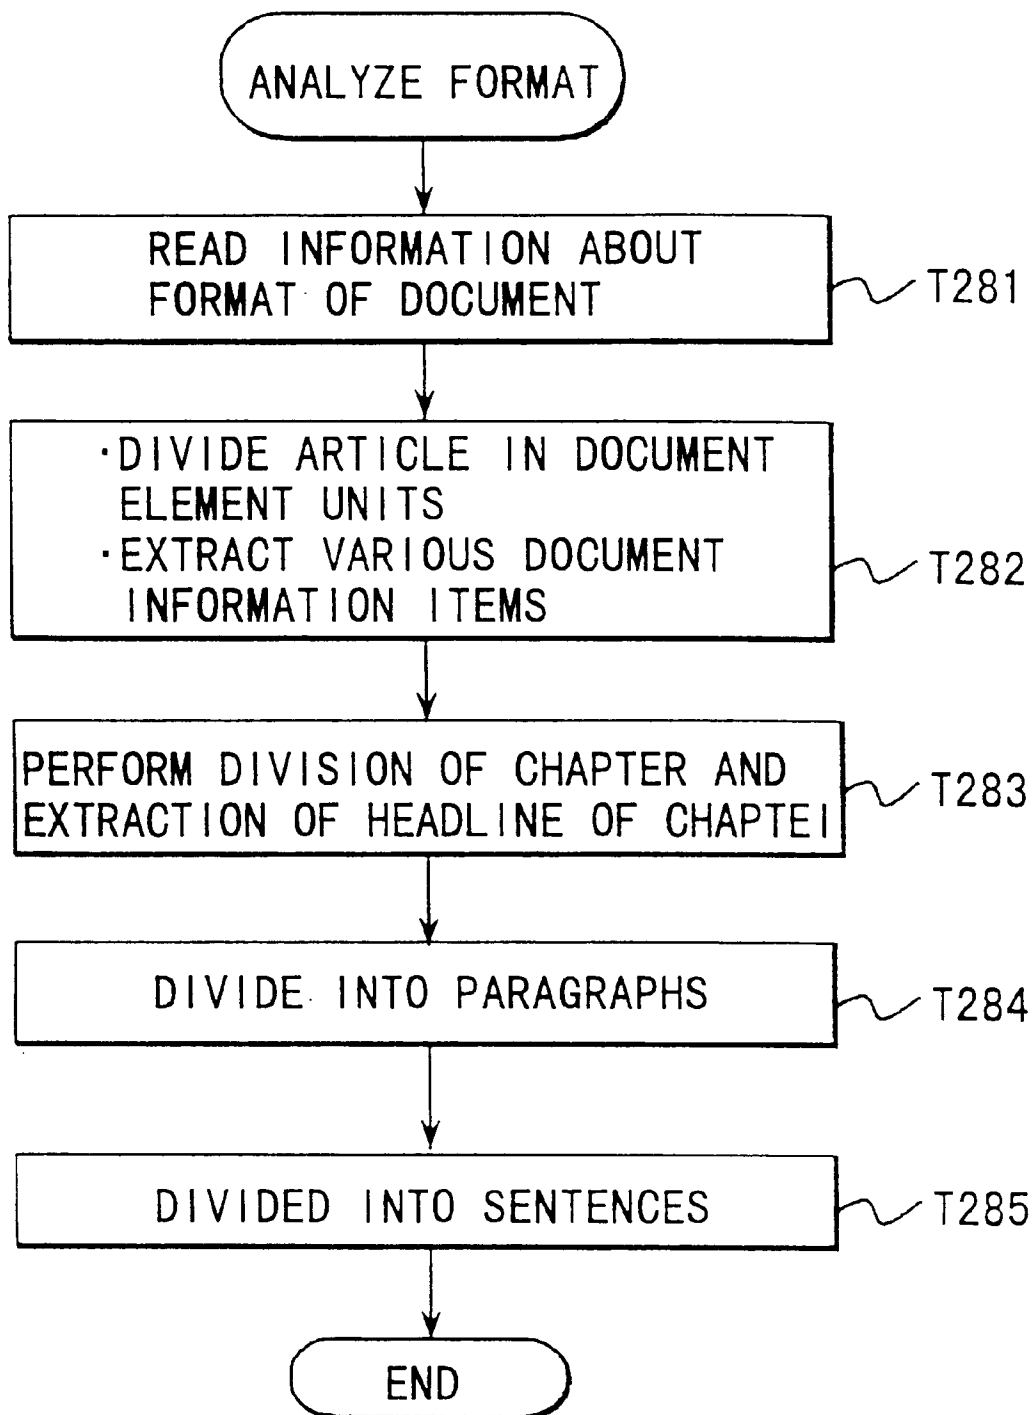 ANALYZE FORMAT
READ INFORMATION ABOUT
FORMAT OF DOCUMENT
T281
·DIVIDE ARTICLE IN DOCUMENT
ELEMENT UNITS
·EXTRACT VARIOUS DOCUMENT
INFORMATION ITEMS
T282
PERFORM DIVISION OF CHAPTER AND
EXTRACTION OF HEADLINE OF CHAPTEI
T283
DIVIDE INTO PARAGRAPHS
T284
DIVIDED INTO SENTENCES
T285
END